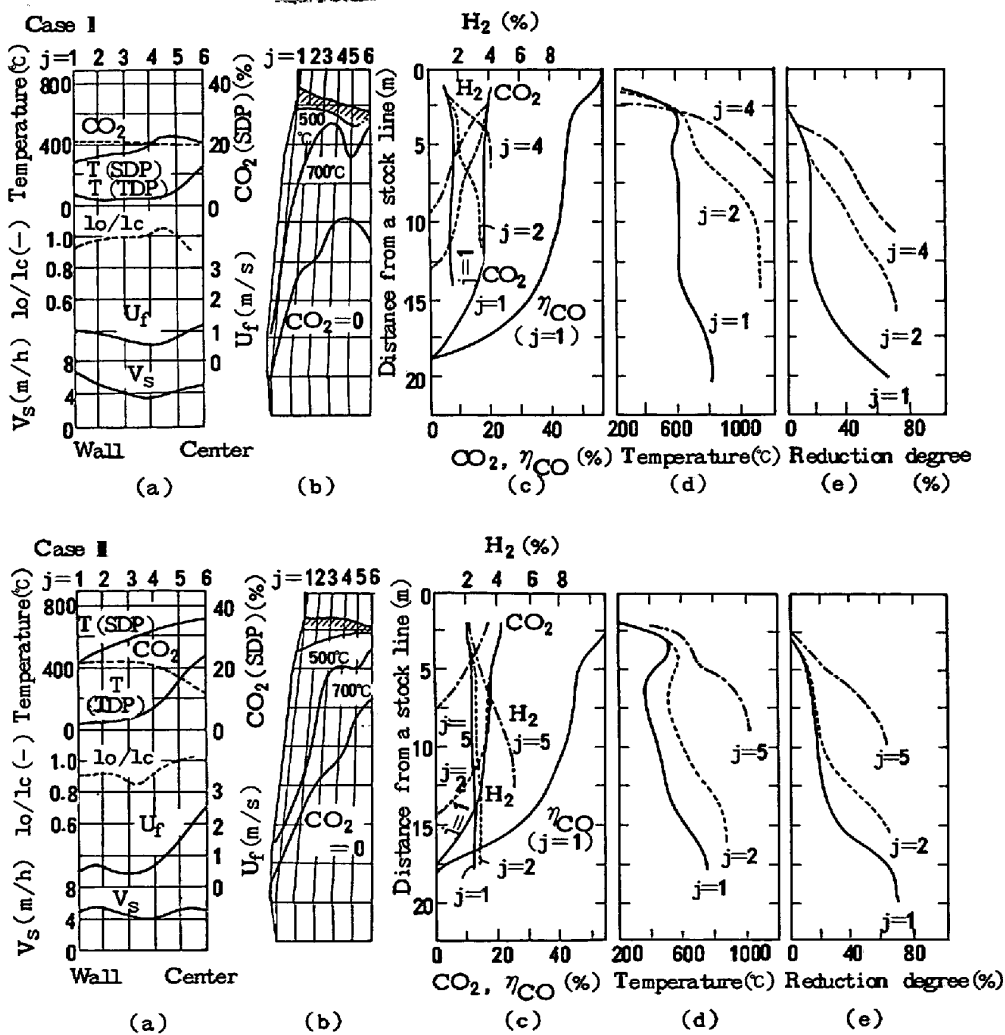 Case I
H₂ (%)
j=1 2 3 4 5 6
j= 1 2 3 4 5 6
2 4 6 8
Temperature(℃)
800
400
0
CO₂
T (SDP)
T (TDP)
40
20
0
CO₂ (SDP) (%)
lo/lc (-)
1.0
0.8
0.6
lo/lc
3
2
1
0
U_f (m/s)
U_f
V_s (m/h)
8
4
0
V_s
Wall Center
(a)
500
℃
700℃
CO₂=0
(b)
Distance from a stock line (m)
0
5
10
15
20
H₂
CO₂
j=4
j=2
j=1
CO₂
j=1
η_CO
(j=1)
0 20 40
CO₂, η_CO (%)
(c)
j=4
j=2
j=1
200 600 1000
Temperature(℃)
(d)
j=4
j=2
j=1
0 40 80
Reduction degree
(%)
(e)
Case Ⅱ
H₂ (%)
j=1 2 3 4 5 6
j=1 2 3 4 5 6
2 4 6 8
Temperature(℃)
800
400
0
T (SDP)
CO₂
T
(TDP)
40
20
0
CO₂ (SDP) (%)
lo/lc (-)
1.0
0.8
0.6
lo/lc
3
2
1
0
U_f (m/s)
U_f
V_s (m/h)
8
4
0
V_s
Wall Center
(a)
500℃
700℃
CO₂
=0
(b)
Distance from a stock line (m)
0
5
10
15
20
CO₂
j=
5
H₂
j=5
j=
2
j=1
H₂
η_CO
(j=1)
j=2
j=1
0 20 40
CO₂, η_CO (%)
(c)
j=5
j=2
j=1
200 600 1000
Temperature(℃)
(d)
j=5
j=2
j=1
0 40 80
Reduction degree(%)
(e)